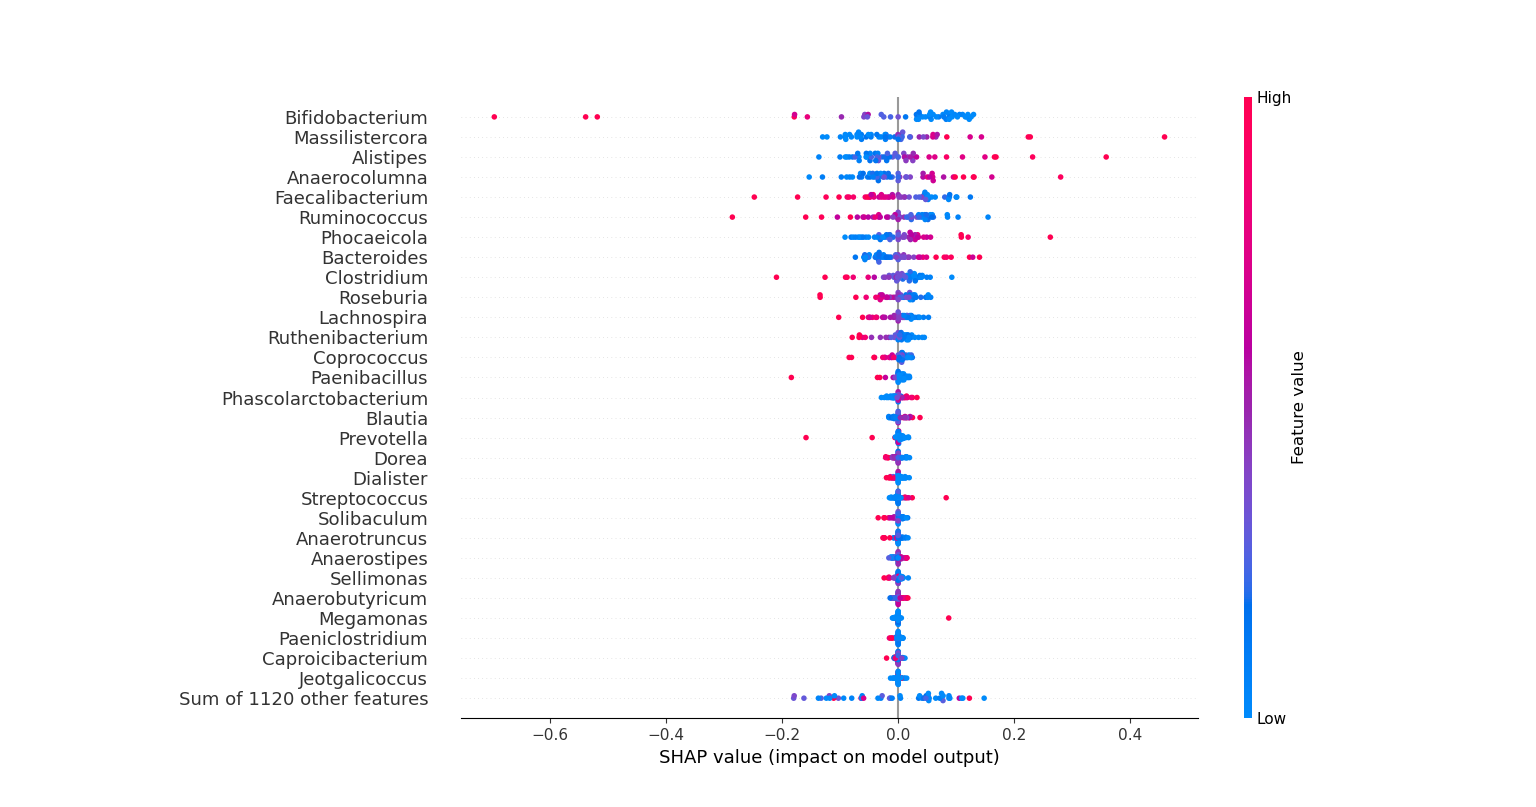 High
Bifidobacterium
Massilistercora
Alistipes
Anaerocolumna
Faecalibacterium
Ruminococcus
Phocaeicola
Bacteroides
Clostridium
Roseburia
Lachnospira
Ruthenibacterium
Coprococcus
Paenibacillus
Phascolarctobacterium
Blautia
Prevotella
Dorea
Dialister
Streptococcus
Solibaculum
Anaerotruncus
Anaerostipes
Sellimonas
Anaerobutyricum
Megamonas
Paeniclostridium
Caproicibacterium
Jeotgalicoccus
Sum of 1120 other features
Feature value
Low
−0.6 −0.4 −0.2 0.0 0.2 0.4
SHAP value (impact on model output)